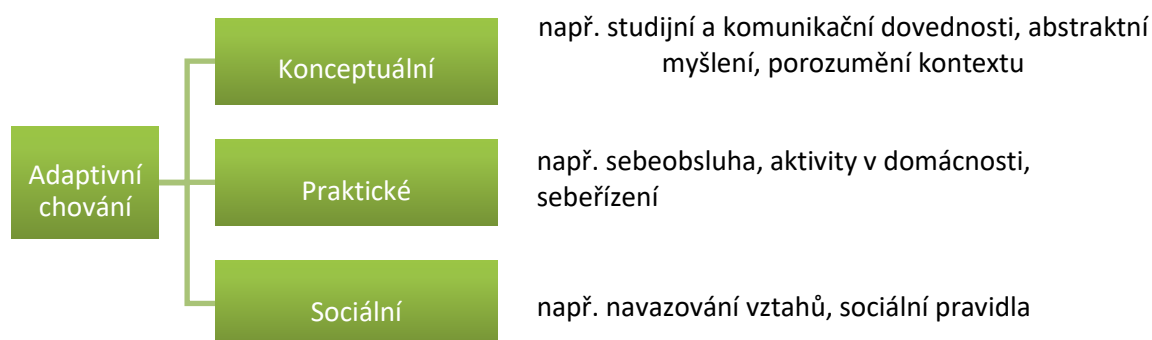 Adaptivní
chování
Konceptuální
např. studijní a komunikační dovednosti, abstraktní
myšlení, porozumění kontextu
Praktické
např. sebeobsluha, aktivity v domácnosti,
sebeřízení
Sociální
např. navazování vztahů, sociální pravidla